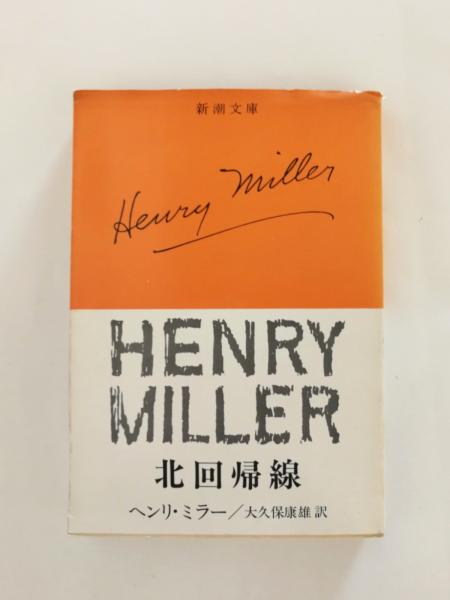 新潮文庫
Henry Miller
HENRY
MILLER
北回帰線
ヘンリ・ミラー/大久保康雄訳